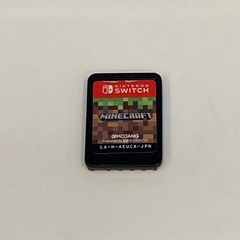 NINTENDO
SWITCH
MINECRAFT
MOJANG
LA-H-AEUCA-JPN